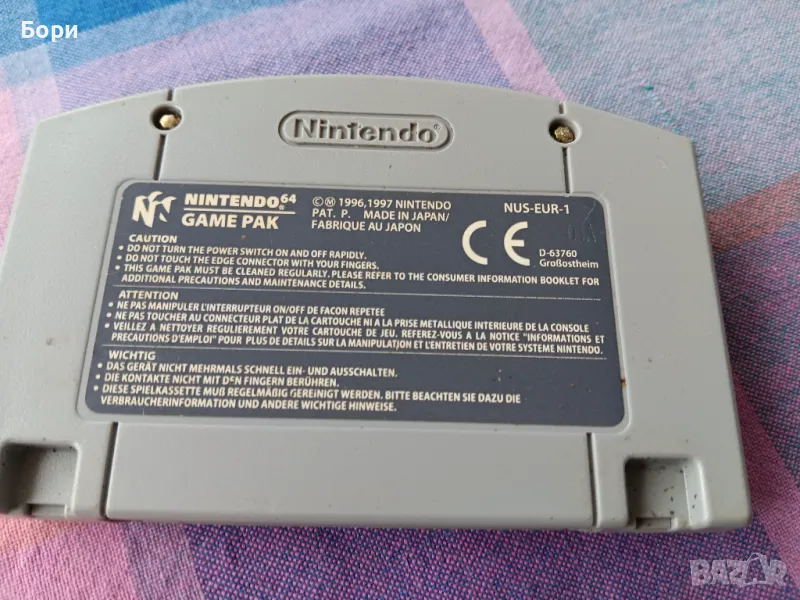 Бори
Nintendo
NINTENDO 64
GAME PAK
©Ⓜ 1996,1997 NINTENDO
PAT. P. MADE IN JAPAN/
FABRIQUE AU JAPON
NUS-EUR-1
CE
D-63760
Großostheim
CAUTION
• DO NOT TURN THE POWER SWITCH ON AND OFF RAPIDLY.
• DO NOT TOUCH THE EDGE CONNECTOR WITH YOUR FINGERS.
• THIS GAME PAK MUST BE CLEANED REGULARLY. PLEASE REFER TO THE CONSUMER INFORMATION BOOKLET FOR
ADDITIONAL PRECAUTIONS AND MAINTENANCE DETAILS.
ATTENTION
• NE PAS MANIPULER L'INTERRUPTEUR ON/OFF DE FACON REPETEE
• NE PAS TOUCHER AU CONNECTEUR PLAT DE LA CARTOUCHE NI A LA PRISE METALLIQUE INTERIEURE DE LA CONSOLE
• VEILLEZ A NETTOYER REGULIEREMENT VOTRE CARTOUCHE DE JEU. REFEREZ-VOUS A LA NOTICE "INFORMATIONS ET
PRECAUTIONS D'EMPLOI" POUR PLUS DE DETAILS SUR LA MANIPULATION ET L'ENTRETIEN DE VOTRE SYSTEME NINTENDO.
WICHTIG
• DAS GERÄT NICHT MEHRMALS SCHNELL EIN- UND AUSSCHALTEN.
• DIE KONTAKTE NICHT MIT DEN FINGERN BERÜHREN.
• DIESE SPIELKASSETTE MUß REGELMÄßIG GEREINIGT WERDEN. BITTE BEACHTEN SIE DAZU DIE
VERBRAUCHERINFORMATION UND ANDERE WICHTIGE HINWEISE.
BAZAR